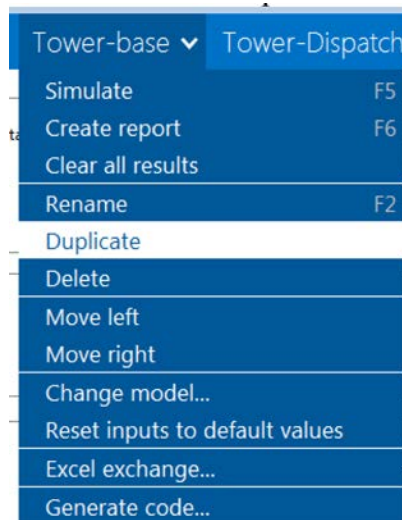 Tower-base Tower-Dispatch
Simulate F5
Create report F6
Clear all results
Rename F2
Duplicate
Delete
Move left
Move right
Change model...
Reset inputs to default values
Excel exchange...
Generate code...